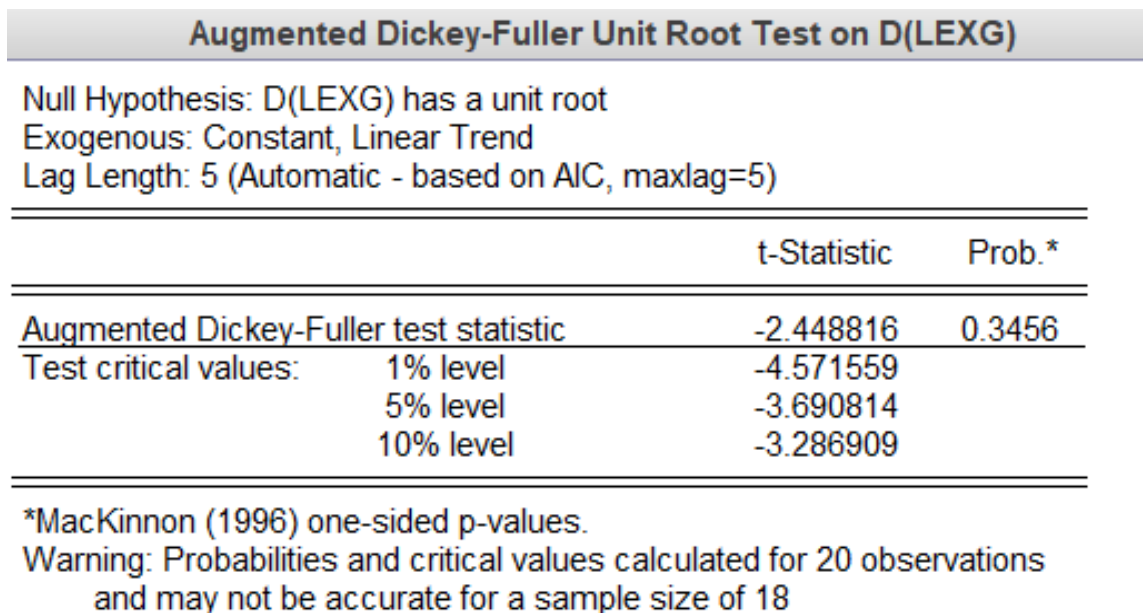 Augmented Dickey-Fuller Unit Root Test on D(LEXG)
Null Hypothesis: D(LEXG) has a unit root
Exogenous: Constant, Linear Trend
Lag Length: 5 (Automatic - based on AIC, maxlag=5)
t-Statistic Prob.*
Augmented Dickey-Fuller test statistic -2.448816 0.3456
Test critical values: 1% level -4.571559
5% level -3.690814
10% level -3.286909
*MacKinnon (1996) one-sided p-values.
Warning: Probabilities and critical values calculated for 20 observations
and may not be accurate for a sample size of 18